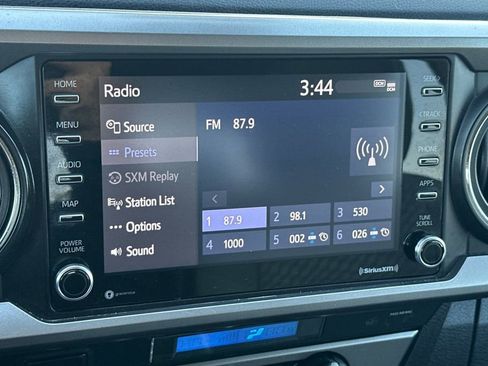 HOME
MENU
AUDIO
MAP
POWER
VOLUME
gracenote
Radio
3:44
DCM
Source
Presets
SXM Replay
Station List
Options
Sound
FM 87.9
1 87.9
2 98.1
3 530
4 1000
5 002
6 026
SEEK>
<TRACK
PHONE
APPS
TUNE
SCROLL
SiriusXM